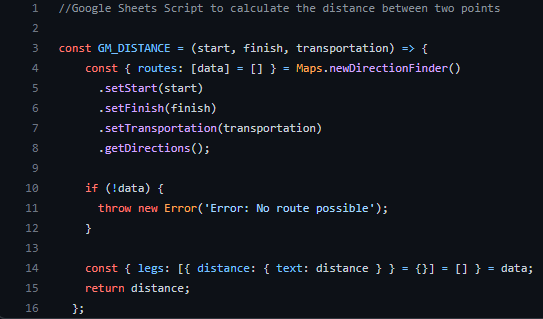 1 //Google Sheets Script to calculate the distance between two points
2
3 const GM_DISTANCE = (start, finish, transportation) => {
4 const { routes: [data] = [] } = Maps.newDirectionFinder()
5 .setStart(start)
6 .setFinish(finish)
7 .setTransportation(transportation)
8 .getDirections();
9
10 if (!data) {
11 throw new Error('Error: No route possible');
12 }
13
14 const { legs: [{ distance: { text: distance } } = {}] = [] } = data;
15 return distance;
16 };